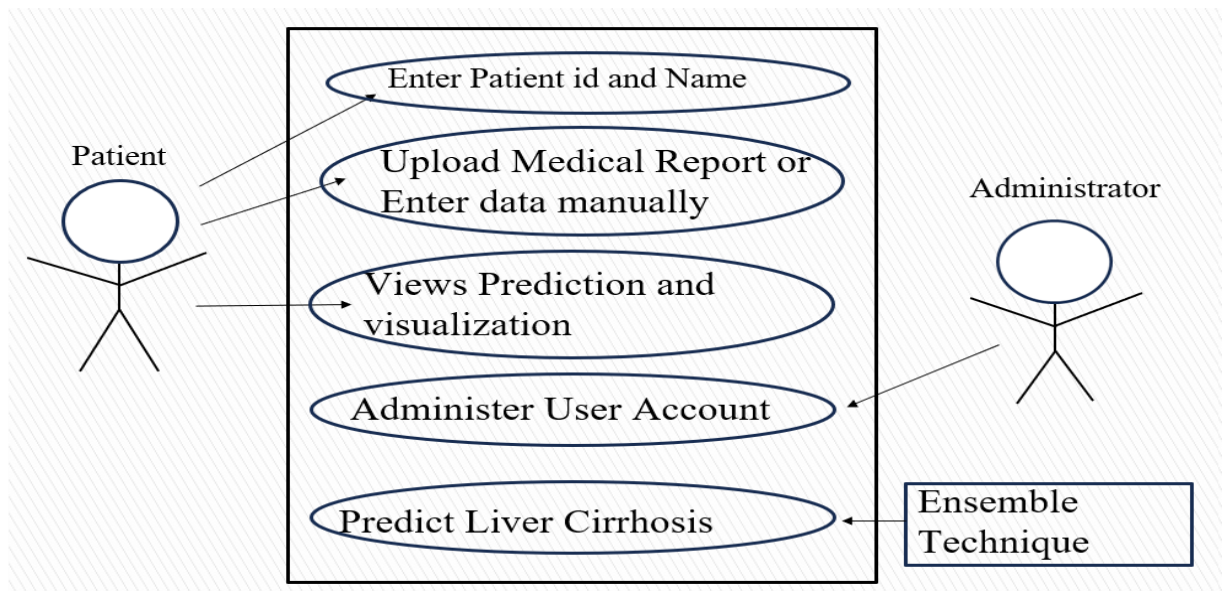 Enter Patient id and Name
Patient
Upload Medical Report or
Enter data manually
Administrator
Views Prediction and
visualization
Administer User Account
Predict Liver Cirrhosis
Ensemble
Technique